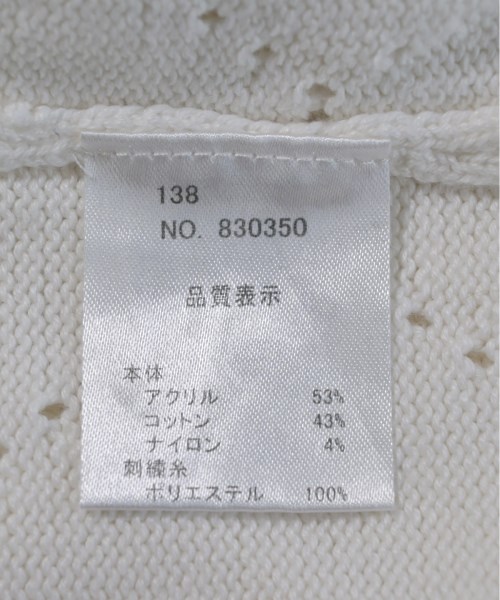 138
NO. 830350
品質表示
本体
アクリル 53%
コットン 43%
ナイロン 4%
刺繍糸
ポリエステル 100%